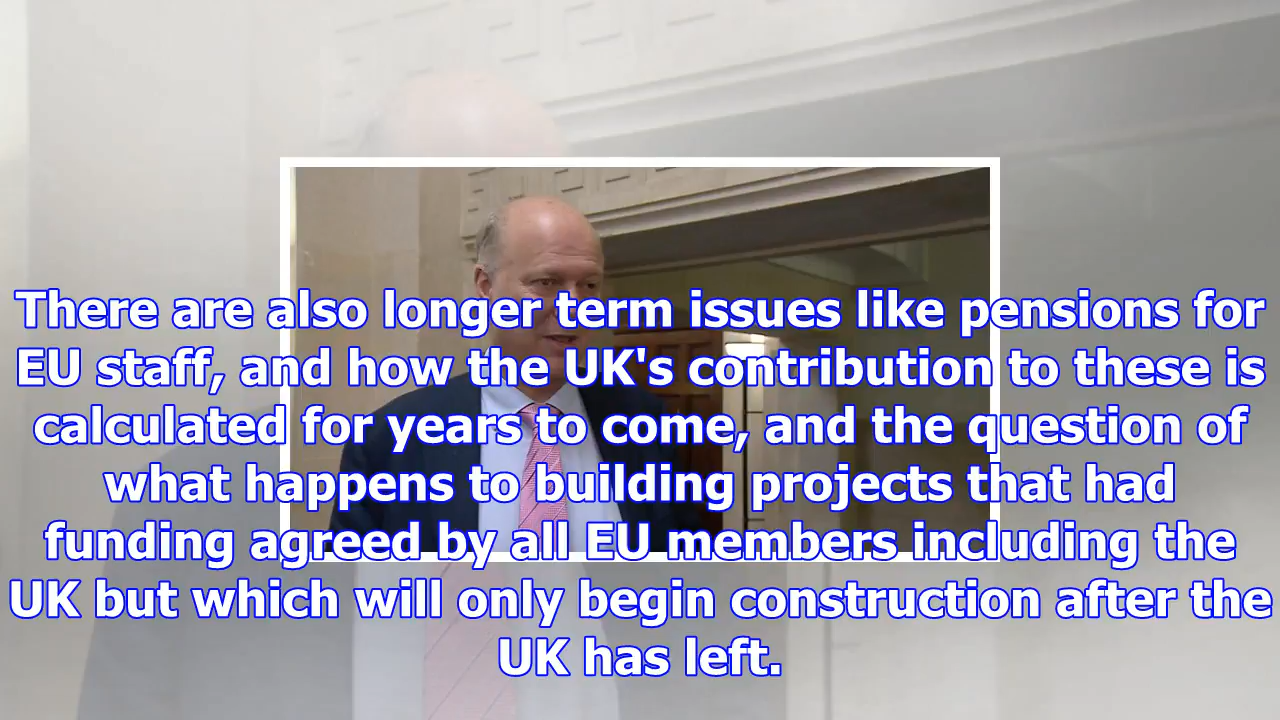 There are also longer term issues like pensions for
EU staff, and how the UK's contribution to these is
calculated for years to come, and the question of
what happens to building projects that had
funding agreed by all EU members including the
UK but which will only begin construction after the
UK has left.